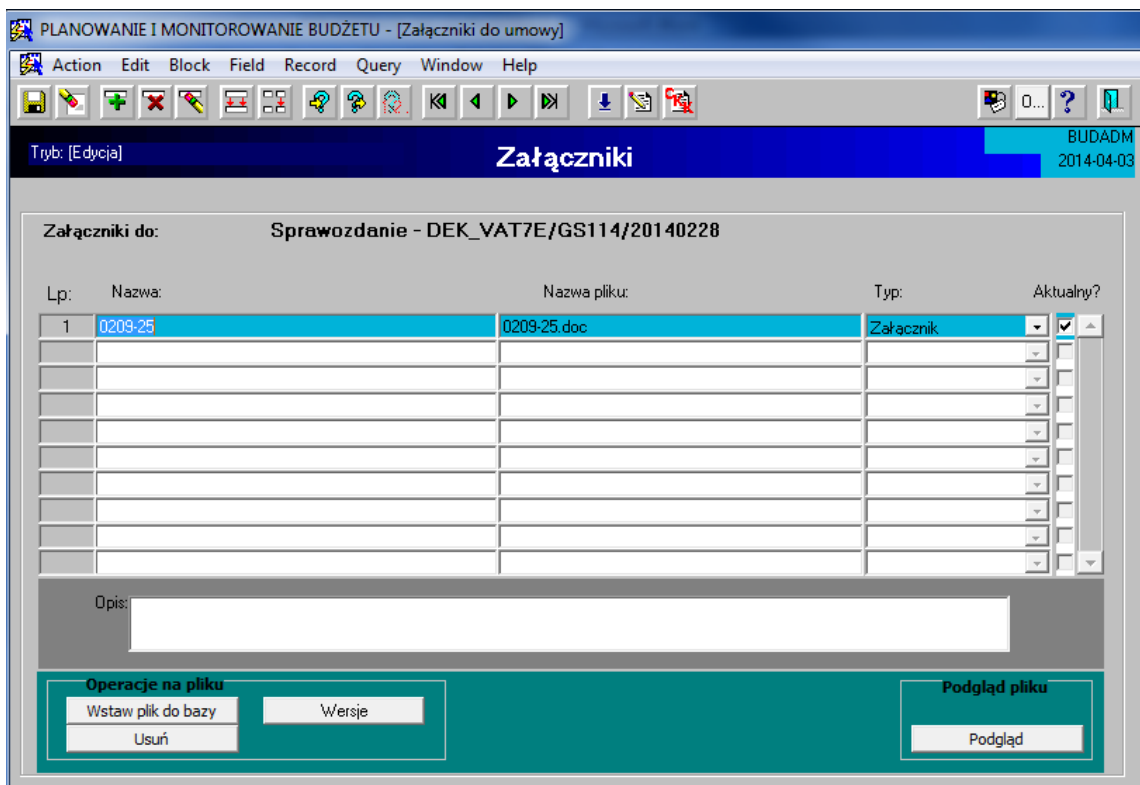 PLANOWANIE I MONITOROWANIE BUDŻETU - [Załączniki do umowy]
Action Edit Block Field Record Query Window Help
0...
Tryb: [Edycja] Załączniki BUDADM
2014-04-03
Załączniki do: Sprawozdanie - DEK_VAT7E/GS114/20140228
Lp: Nazwa: Nazwa pliku: Typ: Aktualny?
1 0209-25 0209-25.doc Załącznik
Opis:
Operacje na pliku Podgląd pliku
Wstaw plik do bazy Wersje
Usuń Podgląd